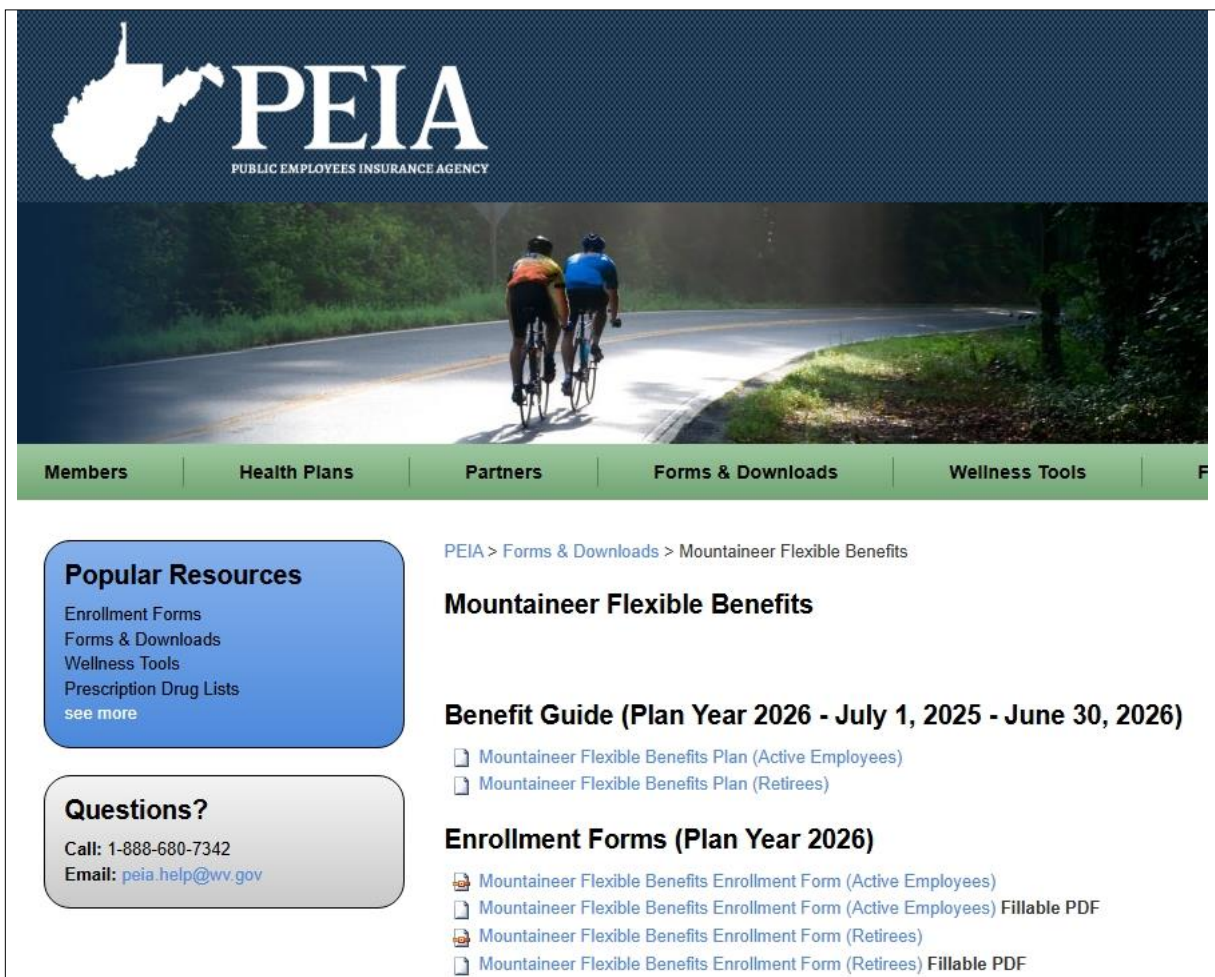 PEIA
PUBLIC EMPLOYEES INSURANCE AGENCY
Members
Health Plans
Partners
Forms & Downloads
Wellness Tools
F
Popular Resources
Enrollment Forms
Forms & Downloads
Wellness Tools
Prescription Drug Lists
see more
Questions?
Call: 1-888-680-7342
Email: peia.help@wv.gov
PEIA > Forms & Downloads > Mountaineer Flexible Benefits
Mountaineer Flexible Benefits
Benefit Guide (Plan Year 2026 - July 1, 2025 - June 30, 2026)
Mountaineer Flexible Benefits Plan (Active Employees)
Mountaineer Flexible Benefits Plan (Retirees)
Enrollment Forms (Plan Year 2026)
Mountaineer Flexible Benefits Enrollment Form (Active Employees)
Mountaineer Flexible Benefits Enrollment Form (Active Employees) Fillable PDF
Mountaineer Flexible Benefits Enrollment Form (Retirees)
Mountaineer Flexible Benefits Enrollment Form (Retirees) Fillable PDF